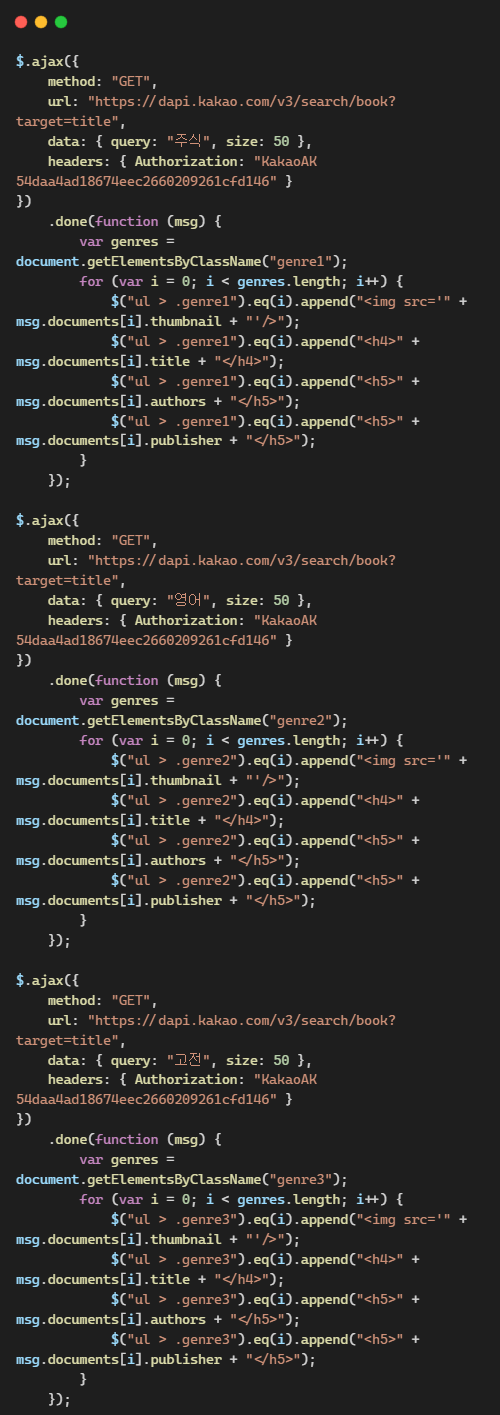 $.ajax({
    method: "GET",
    url: "https://dapi.kakao.com/v3/search/book?
target=title",
    data: { query: "주식", size: 50 },
    headers: { Authorization: "KakaoAK
54daa4ad18674eec2660209261cfd146" }
})
    .done(function (msg) {
        var genres =
document.getElementsByClassName("genre1");
        for (var i = 0; i < genres.length; i++) {
            $("ul > .genre1").eq(i).append("<img src='" +
msg.documents[i].thumbnail + "'/>");
            $("ul > .genre1").eq(i).append("<h4>" +
msg.documents[i].title + "</h4>");
            $("ul > .genre1").eq(i).append("<h5>" +
msg.documents[i].authors + "</h5>");
            $("ul > .genre1").eq(i).append("<h5>" +
msg.documents[i].publisher + "</h5>");
        }
    });

$.ajax({
    method: "GET",
    url: "https://dapi.kakao.com/v3/search/book?
target=title",
    data: { query: "영어", size: 50 },
    headers: { Authorization: "KakaoAK
54daa4ad18674eec2660209261cfd146" }
})
    .done(function (msg) {
        var genres =
document.getElementsByClassName("genre2");
        for (var i = 0; i < genres.length; i++) {
            $("ul > .genre2").eq(i).append("<img src='" +
msg.documents[i].thumbnail + "'/>");
            $("ul > .genre2").eq(i).append("<h4>" +
msg.documents[i].title + "</h4>");
            $("ul > .genre2").eq(i).append("<h5>" +
msg.documents[i].authors + "</h5>");
            $("ul > .genre2").eq(i).append("<h5>" +
msg.documents[i].publisher + "</h5>");
        }
    });

$.ajax({
    method: "GET",
    url: "https://dapi.kakao.com/v3/search/book?
target=title",
    data: { query: "고전", size: 50 },
    headers: { Authorization: "KakaoAK
54daa4ad18674eec2660209261cfd146" }
})
    .done(function (msg) {
        var genres =
document.getElementsByClassName("genre3");
        for (var i = 0; i < genres.length; i++) {
            $("ul > .genre3").eq(i).append("<img src='" +
msg.documents[i].thumbnail + "'/>");
            $("ul > .genre3").eq(i).append("<h4>" +
msg.documents[i].title + "</h4>");
            $("ul > .genre3").eq(i).append("<h5>" +
msg.documents[i].authors + "</h5>");
            $("ul > .genre3").eq(i).append("<h5>" +
msg.documents[i].publisher + "</h5>");
        }
    });